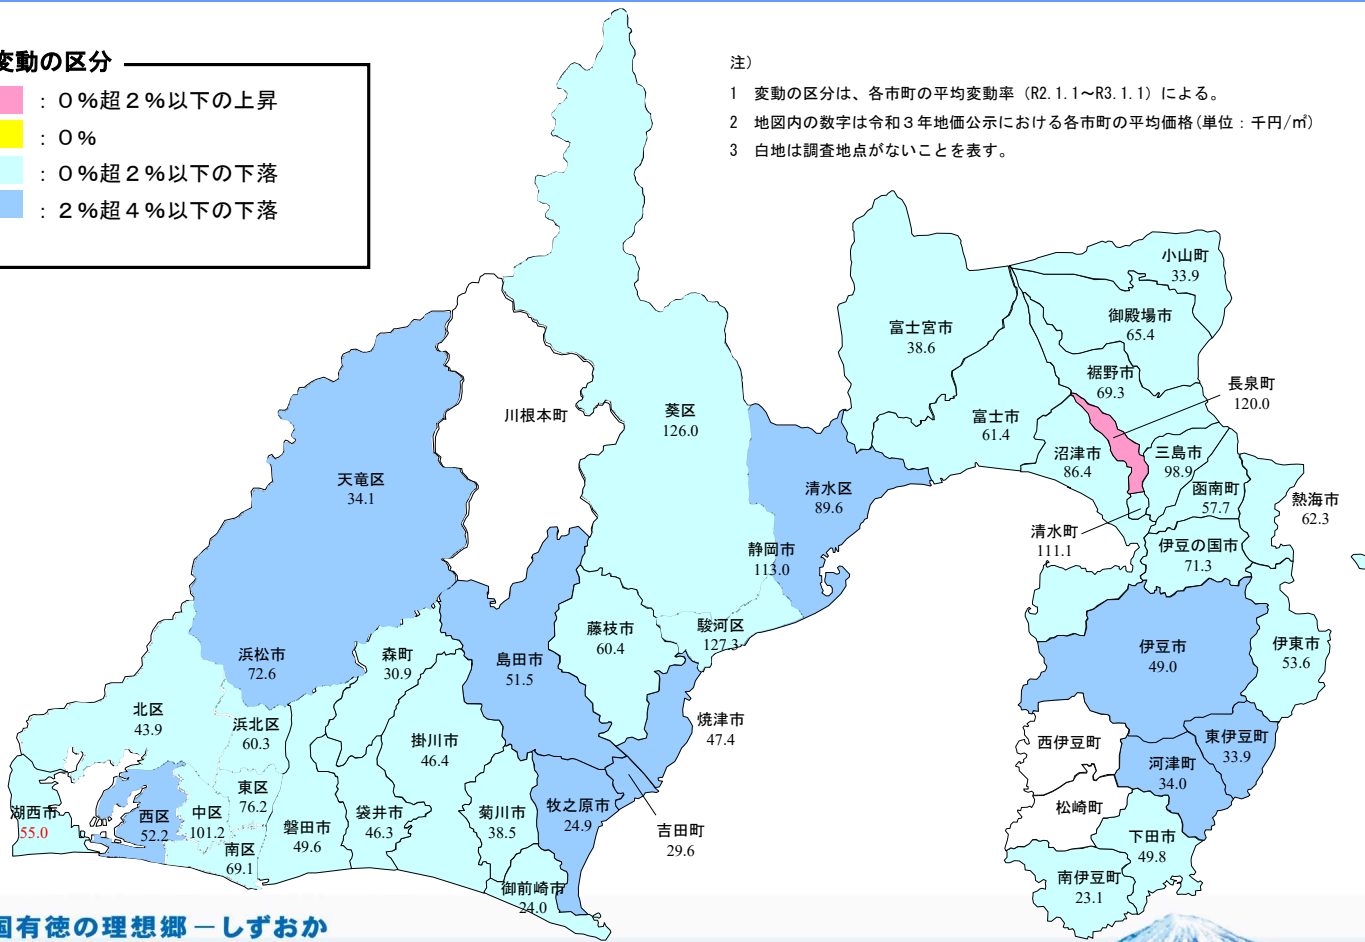 変動の区分
：０％超２％以下の上昇
：０％
：０％超２％以下の下落
：２％超４％以下の下落
注）
1 変動の区分は、各市町の平均変動率（R2.1.1～R3.1.1）による。
2 地図内の数字は令和３年地価公示における各市町の平均価格(単位：千円/㎡)
3 白地は調査地点がないことを表す。
小山町
33.9
御殿場市
65.4
富士宮市
38.6
裾野市
69.3
長泉町
120.0
川根本町
葵区
126.0
富士市
61.4
沼津市
86.4
三島市
98.9
天竜区
34.1
清水区
89.6
函南町
57.7
熱海市
62.3
清水町
111.1
静岡市
113.0
伊豆の国市
71.3
藤枝市
60.4
駿河区
127.3
浜松市
72.6
森町
30.9
島田市
51.5
伊豆市
49.0
伊東市
53.6
北区
43.9
浜北区
60.3
焼津市
47.4
掛川市
46.4
西伊豆町
東伊豆町
33.9
河津町
34.0
東区
76.2
湖西市
55.0
西区
52.2
中区
101.2
磐田市
49.6
袋井市
46.3
菊川市
38.5
牧之原市
24.9
松崎町
吉田町
29.6
下田市
49.8
南区
69.1
御前崎市
24.0
南伊豆町
23.1
国有徳の理想郷－しずおか